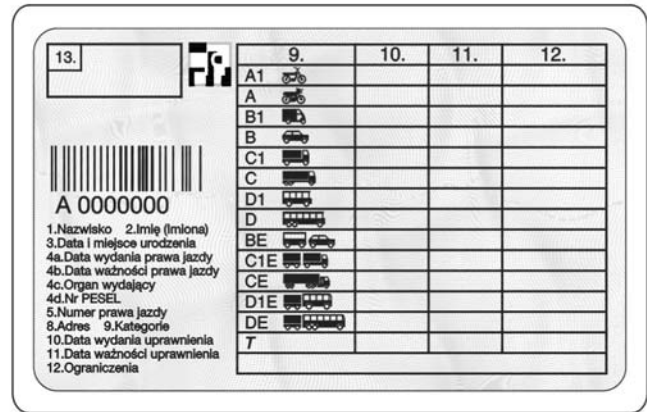 13.
A 0000000
1.Nazwisko 2.Imię (Imiona)
3.Data i miejsce urodzenia
4a.Data wydania prawa jazdy
4b.Data ważności prawa jazdy
4c.Organ wydający
4d.Nr PESEL
5.Numer prawa jazdy
8.Adres 9.Kategorie
10.Data wydania uprawnienia
11.Data ważności uprawnienia
12.Ograniczenia
9. 10. 11. 12.
A1
A
B1
B
C1
C
D1
D
BE
C1E
CE
D1E
DE
T